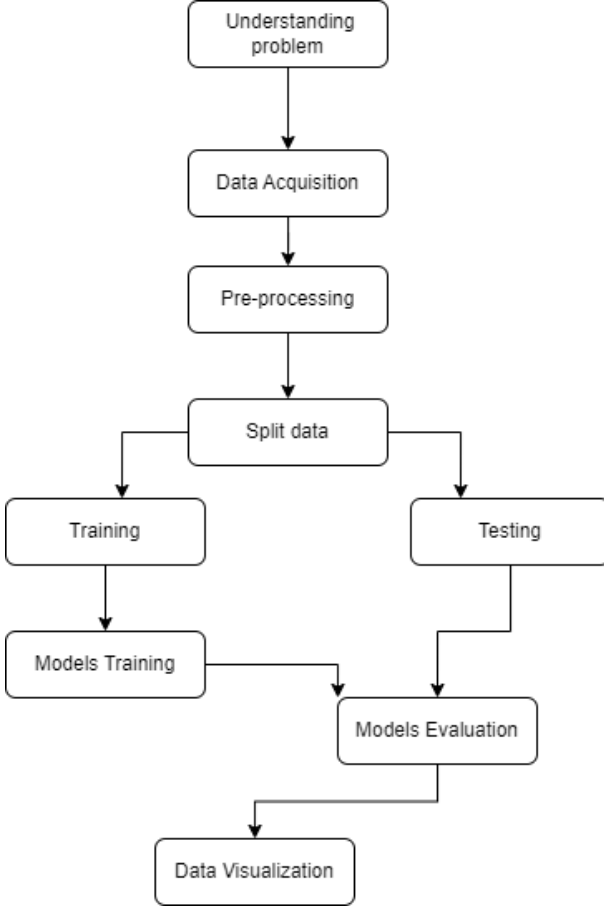 Understanding
problem
Data Acquisition
Pre-processing
Split data
Training
Testing
Models Training
Models Evaluation
Data Visualization